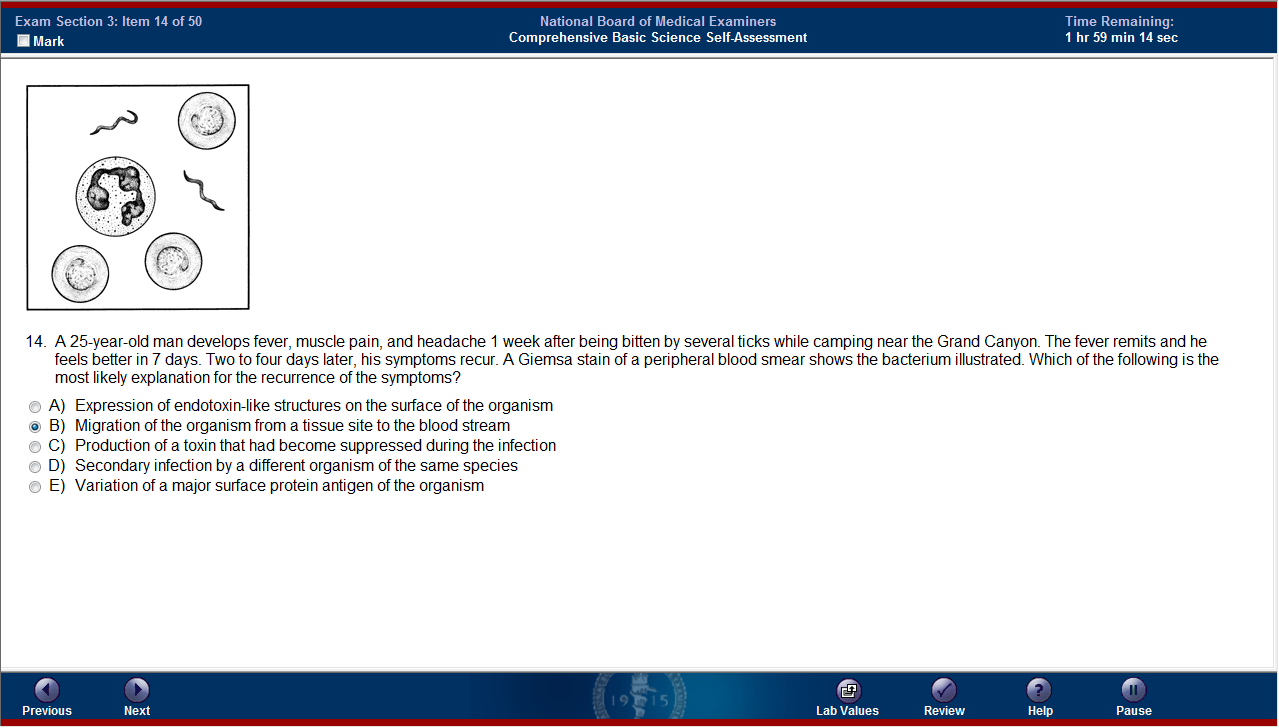 Exam Section 3: Item 14 of 50
National Board of Medical Examiners
Time Remaining:
Mark
Comprehensive Basic Science Self-Assessment
1 hr 59 min 14 sec
14. A 25-year-old man develops fever, muscle pain, and headache 1 week after being bitten by several ticks while camping near the Grand Canyon. The fever remits and he
feels better in 7 days. Two to four days later, his symptoms recur. A Giemsa stain of a peripheral blood smear shows the bacterium illustrated. Which of the following is the
most likely explanation for the recurrence of the symptoms?
A) Expression of endotoxin-like structures on the surface of the organism
B) Migration of the organism from a tissue site to the blood stream
C) Production of a toxin that had become suppressed during the infection
D) Secondary infection by a different organism of the same species
E) Variation of a major surface protein antigen of the organism
1915
Previous
Next
Lab Values
Review
Help
Pause